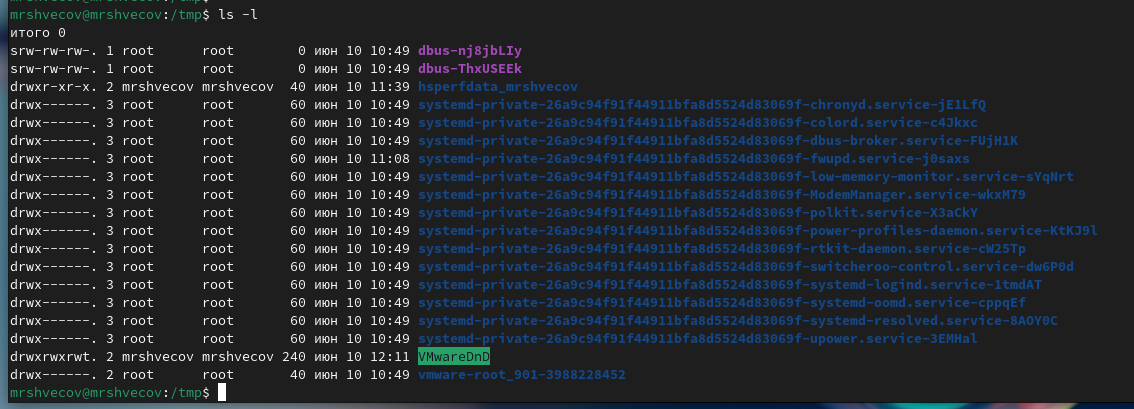 mrshvecov@mrshvecov:/tmp$ ls -l
итого 0
srw-rw-rw-. 1 root      root        0 июн 10 10:49 dbus-nj8jbLIy
srw-rw-rw-. 1 root      root        0 июн 10 10:49 dbus-ThxUSEEk
drwxr-xr-x. 2 mrshvecov mrshvecov  40 июн 10 11:39 hsperfdata_mrshvecov
drwx------. 3 root      root       60 июн 10 10:49 systemd-private-26a9c94f91f44911bfa8d5524d83069f-chronyd.service-jE1LfQ
drwx------. 3 root      root       60 июн 10 10:49 systemd-private-26a9c94f91f44911bfa8d5524d83069f-colord.service-c4Jkxc
drwx------. 3 root      root       60 июн 10 10:49 systemd-private-26a9c94f91f44911bfa8d5524d83069f-dbus-broker.service-FUjH1K
drwx------. 3 root      root       60 июн 10 11:08 systemd-private-26a9c94f91f44911bfa8d5524d83069f-fwupd.service-j0saxs
drwx------. 3 root      root       60 июн 10 10:49 systemd-private-26a9c94f91f44911bfa8d5524d83069f-low-memory-monitor.service-sYqNrt
drwx------. 3 root      root       60 июн 10 10:49 systemd-private-26a9c94f91f44911bfa8d5524d83069f-ModemManager.service-wkxM79
drwx------. 3 root      root       60 июн 10 10:49 systemd-private-26a9c94f91f44911bfa8d5524d83069f-polkit.service-X3aCkY
drwx------. 3 root      root       60 июн 10 10:49 systemd-private-26a9c94f91f44911bfa8d5524d83069f-power-profiles-daemon.service-KtKJ9l
drwx------. 3 root      root       60 июн 10 10:49 systemd-private-26a9c94f91f44911bfa8d5524d83069f-rtkit-daemon.service-cW25Tp
drwx------. 3 root      root       60 июн 10 10:49 systemd-private-26a9c94f91f44911bfa8d5524d83069f-switcheroo-control.service-dw6P0d
drwx------. 3 root      root       60 июн 10 10:49 systemd-private-26a9c94f91f44911bfa8d5524d83069f-systemd-logind.service-1tmdAT
drwx------. 3 root      root       60 июн 10 10:49 systemd-private-26a9c94f91f44911bfa8d5524d83069f-systemd-oomd.service-cppqEf
drwx------. 3 root      root       60 июн 10 10:49 systemd-private-26a9c94f91f44911bfa8d5524d83069f-systemd-resolved.service-8AOY0C
drwx------. 3 root      root       60 июн 10 10:49 systemd-private-26a9c94f91f44911bfa8d5524d83069f-upower.service-3EMHal
drwxrwxrwt. 2 mrshvecov mrshvecov 240 июн 10 12:11 VMwareDnD
drwx------. 2 root      root       40 июн 10 10:49 vmware-root_901-3988228452
mrshvecov@mrshvecov:/tmp$